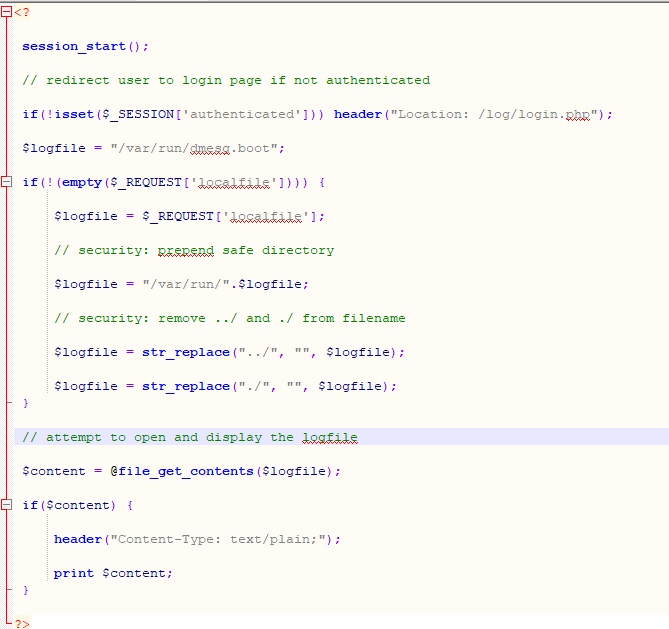 <?
session_start();
// redirect user to login page if not authenticated
if(!isset($_SESSION['authenticated'])) header("Location: /log/login.php");
$logfile = "/var/run/dmesg.boot";
if(!(empty($_REQUEST['localfile']))) {
$logfile = $_REQUEST['localfile'];
// security: prepend safe directory
$logfile = "/var/run/".$logfile;
// security: remove ../ and ./ from filename
$logfile = str_replace("../", "", $logfile);
$logfile = str_replace("./", "", $logfile);
}
// attempt to open and display the logfile
$content = @file_get_contents($logfile);
if($content) {
header("Content-Type: text/plain;");
print $content;
}
?>